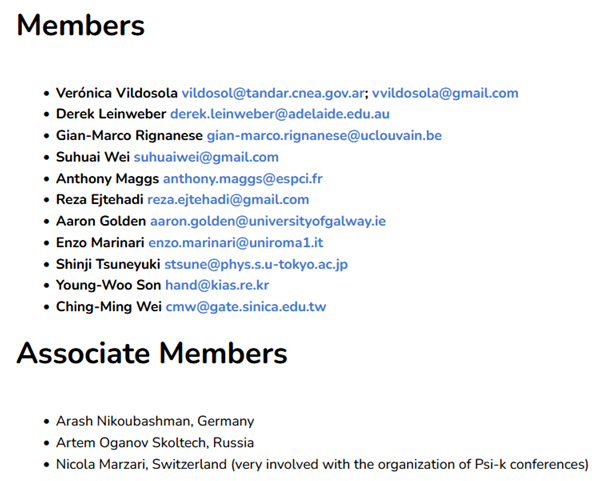 Members
• Verónica Vildosola vildosol@tandar.cnea.gov.ar; vvildosola@gmail.com
• Derek Leinweber derek.leinweber@adelaide.edu.au
• Gian-Marco Rignanese gian-marco.rignanese@uclouvain.be
• Suhuai Wei suhuaiwei@gmail.com
• Anthony Maggs anthony.maggs@espci.fr
• Reza Ejtehadi reza.ejtehadi@gmail.com
• Aaron Golden aaron.golden@universityofgalway.ie
• Enzo Marinari enzo.marinari@uniroma1.it
• Shinji Tsuneyuki stsune@phys.s.u-tokyo.ac.jp
• Young-Woo Son hand@kias.re.kr
• Ching-Ming Wei cmw@gate.sinica.edu.tw
Associate Members
• Arash Nikoubashman, Germany
• Artem Oganov Skoltech, Russia
• Nicola Marzari, Switzerland (very involved with the organization of Psi-k conferences)